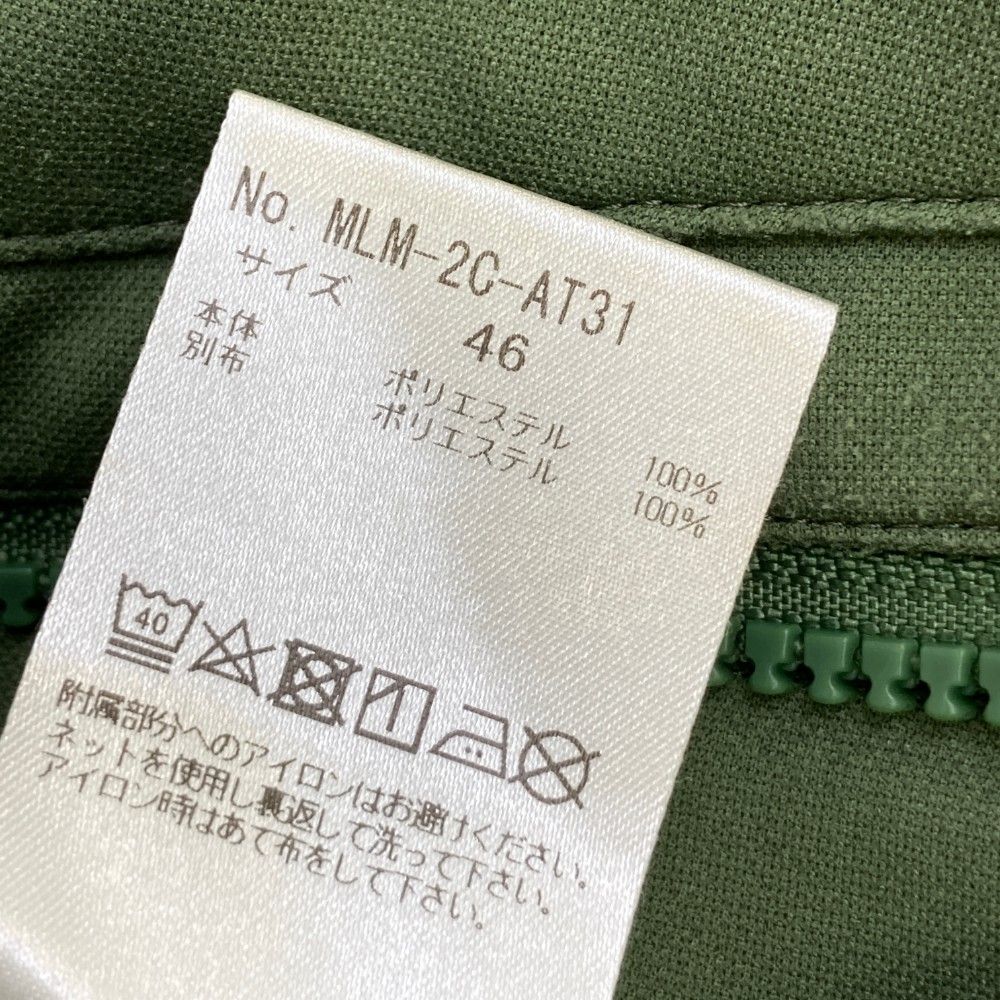 No. MLM-2C-AT31
サイズ 46
本体 ポリエステル 100%
別布 ポリエステル 100%
40
附属部分へのアイロンはお避けください。
ネットを使用し裏返して洗って下さい。
アイロン時はあて布をして下さい。